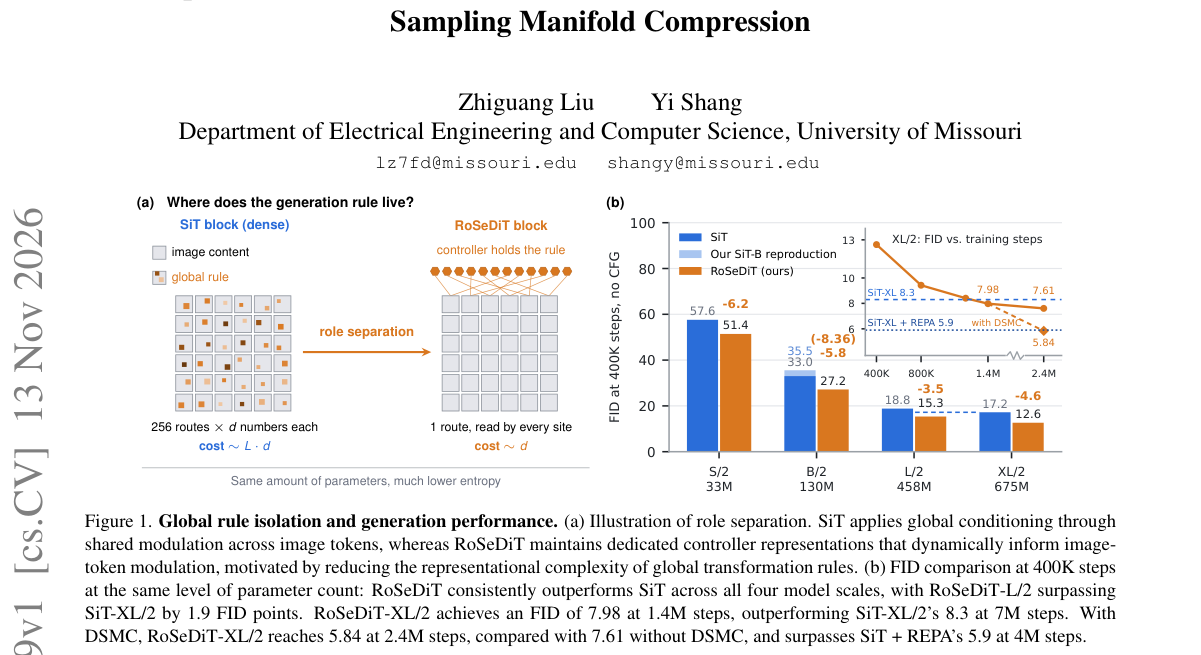 Sampling Manifold Compression
Zhiguang Liu Yi Shang
Department of Electrical Engineering and Computer Science, University of Missouri
lz7fd@missouri.edu shangy@missouri.edu
9v1 [cs.CV] 13 Nov 2026
(a) Where does the generation rule live?
SiT block (dense)
image content
global rule
256 routes × d numbers each
cost ∼ L · d
role separation
RoSeDiT block
controller holds the rule
1 route, read by every site
cost ∼ d
Same amount of parameters, much lower entropy
(b)
FID at 400K steps, no CFG
100
80
60
40
20
0
SiT
Our SiT-B reproduction
RoSeDiT (ours)
57.6
-6.2
51.4
35.5
33.0
(-8.36)
-5.8
27.2
18.8
-3.5
15.3
17.2
-4.6
12.6
S/2
33M
B/2
130M
L/2
458M
XL/2
675M
XL/2: FID vs. training steps
13
10
8
6
SiT-XL 8.3
7.98
7.61
SiT-XL + REPA 5.9
with DSMC
5.84
400K
800K
1.4M
2.4M
Figure 1. Global rule isolation and generation performance. (a) Illustration of role separation. SiT applies global conditioning through
shared modulation across image tokens, whereas RoSeDiT maintains dedicated controller representations that dynamically inform image-
token modulation, motivated by reducing the representational complexity of global transformation rules. (b) FID comparison at 400K steps
at the same level of parameter count: RoSeDiT consistently outperforms SiT across all four model scales, with RoSeDiT-L/2 surpassing
SiT-XL/2 by 1.9 FID points. RoSeDiT-XL/2 achieves an FID of 7.98 at 1.4M steps, outperforming SiT-XL/2's 8.3 at 7M steps. With
DSMC, RoSeDiT-XL/2 reaches 5.84 at 2.4M steps, compared with 7.61 without DSMC, and surpasses SiT + REPA's 5.9 at 4M steps.